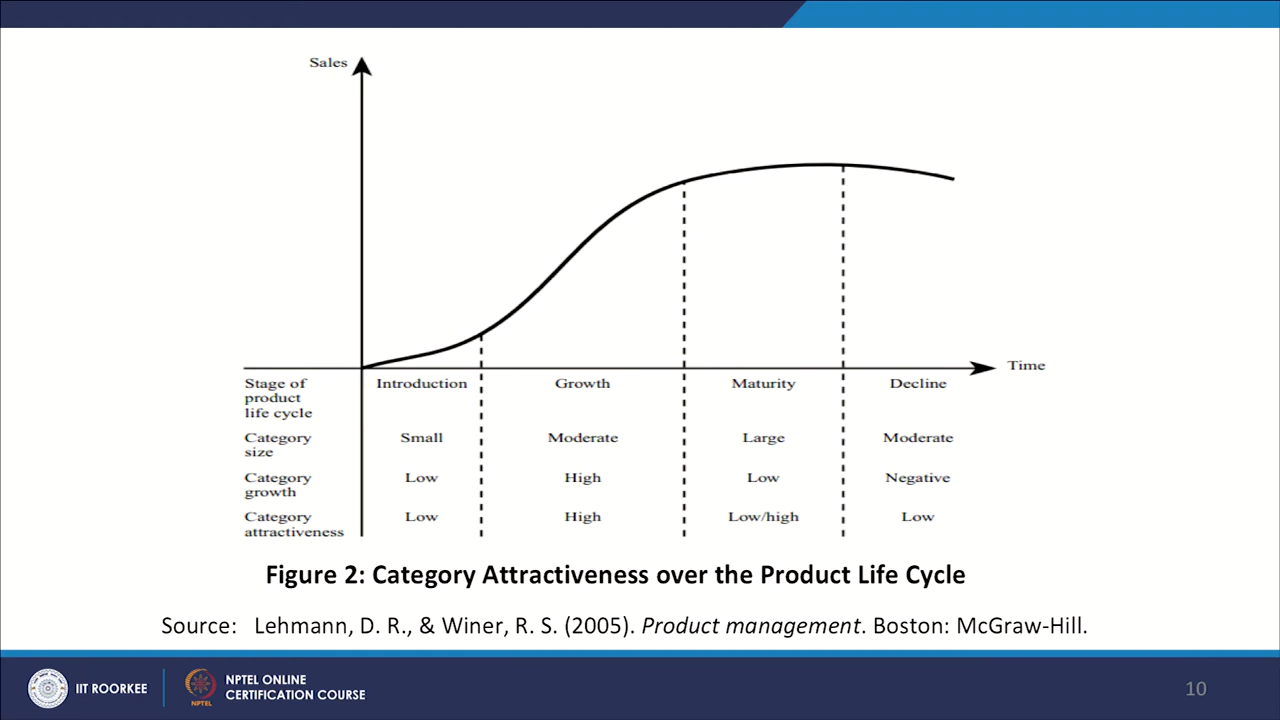 Sales
Time
Stage of
product
life cycle
Introduction Growth Maturity Decline
Category
size
Small Moderate Large Moderate
Category
growth
Low High Low Negative
Category
attractiveness
Low High Low/high Low
Figure 2: Category Attractiveness over the Product Life Cycle
Source: Lehmann, D. R., & Winer, R. S. (2005). Product management. Boston: McGraw-Hill.
IIT ROORKEE
NPTEL
NPTEL ONLINE
CERTIFICATION COURSE
10